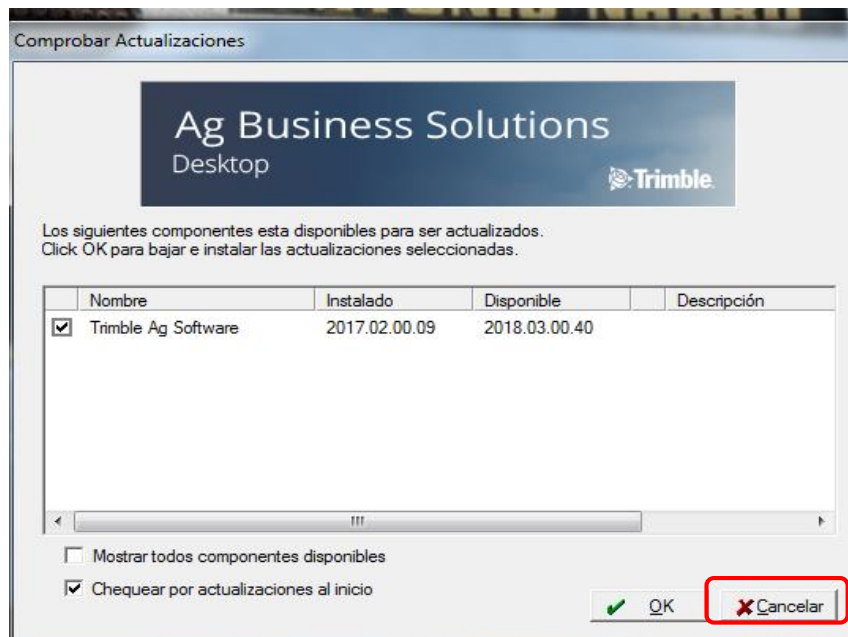 Comprobar Actualizaciones
Ag Business Solutions
Desktop
Trimble.
Los siguientes componentes esta disponibles para ser actualizados.
Click OK para bajar e instalar las actualizaciones seleccionadas.
Nombre Instalado Disponible Descripción
Trimble Ag Software 2017.02.00.09 2018.03.00.40
Mostrar todos componentes disponibles
Chequear por actualizaciones al inicio
OK Cancelar